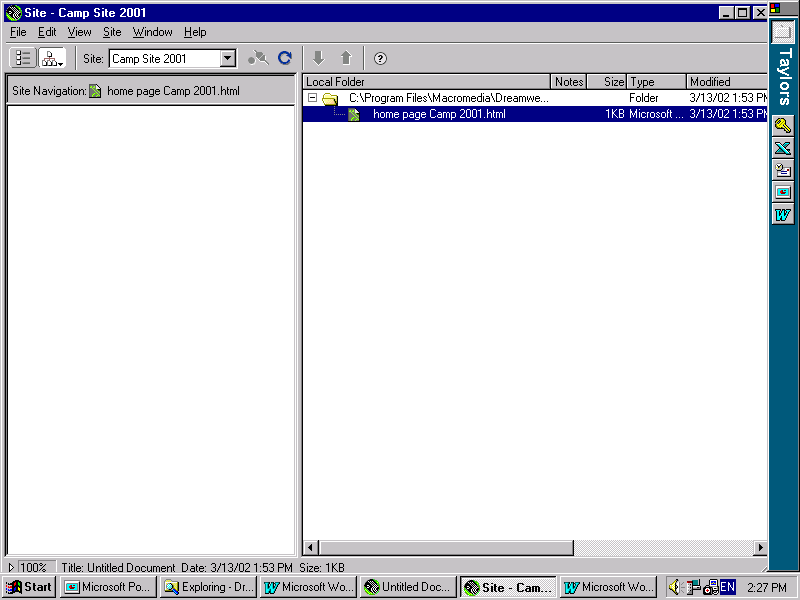 Site - Camp Site 2001
File Edit View Site Window Help
Site: Camp Site 2001
Site Navigation: home page Camp 2001.html
Local Folder Notes Size Type Modified
C:\Program Files\Macromedia\Dreamwe... Folder 3/13/02 1:53 PM
home page Camp 2001.html 1KB Microsoft ... 3/13/02 1:53 PM
Taylors
100% Title: Untitled Document Date: 3/13/02 1:53 PM Size: 1KB
Start Microsoft Po... Exploring - Dr... Microsoft Wo... Untitled Doc... Site - Cam... Microsoft Wo... EN 2:27 PM